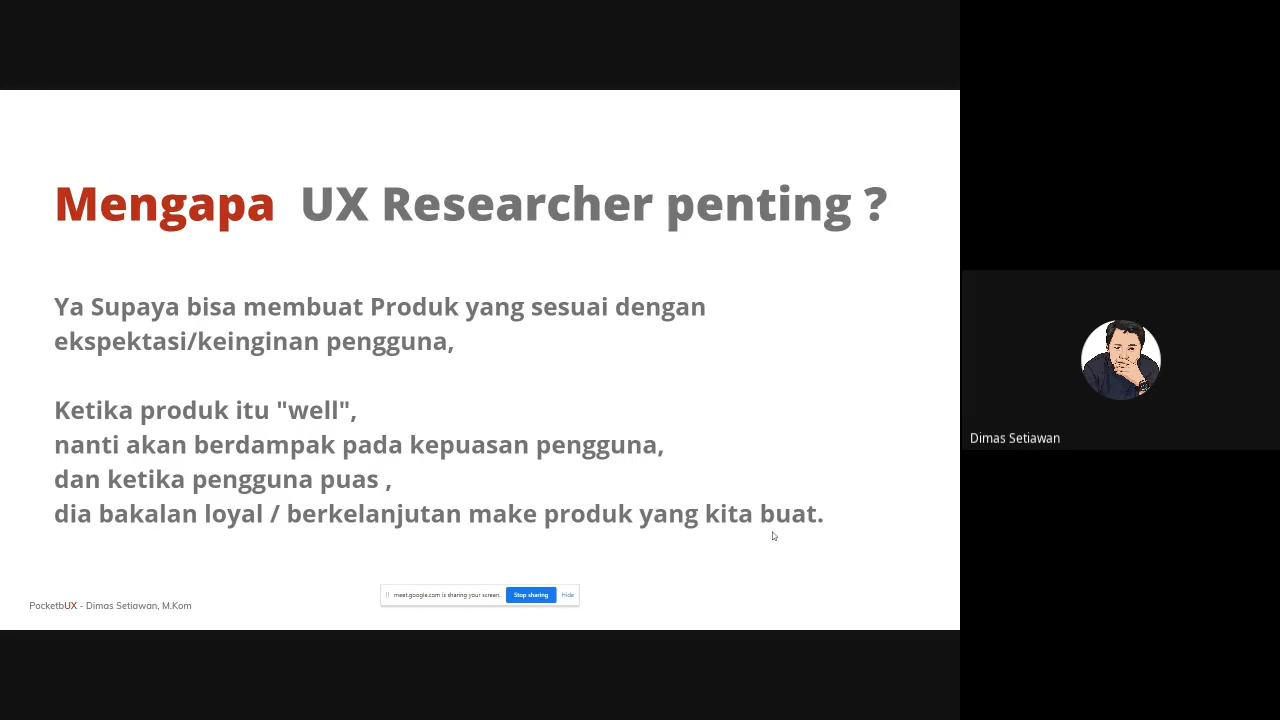 Mengapa UX Researcher penting ?
Ya Supaya bisa membuat Produk yang sesuai dengan
ekspektasi/keinginan pengguna,
Ketika produk itu "well",
nanti akan berdampak pada kepuasan pengguna,
dan ketika pengguna puas ,
dia bakalan loyal / berkelanjutan make produk yang kita buat.
meet.google.com is sharing your screen. Stop sharing Hide
PocketbUX - Dimas Setiawan, M.Kom
Dimas Setiawan